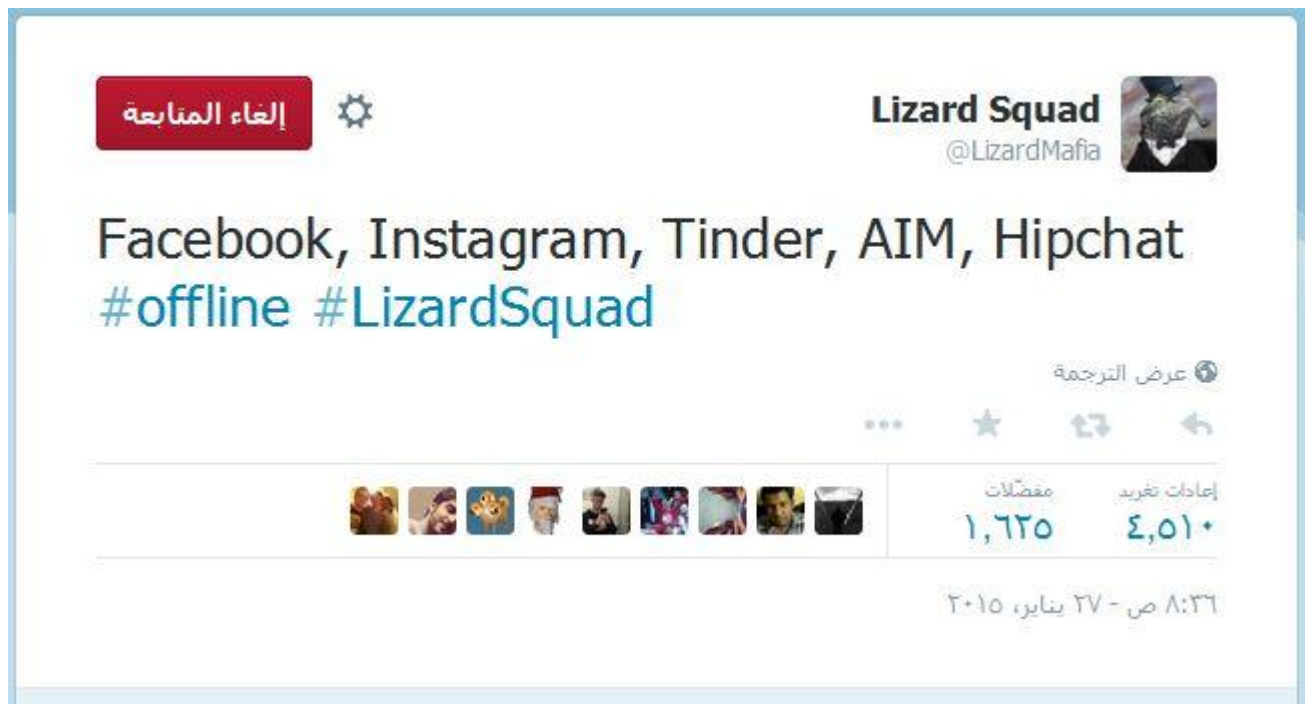 Lizard Squad
@LizardMafia
إلغاء المتابعة
Facebook, Instagram, Tinder, AIM, Hipchat
#offline #LizardSquad
عرض الترجمة
إعادات تغريد مفضّلات
٤,٥١٠ ١,٦٢٥
٨:٣٦ ص - ٢٧ يناير، ٢٠١٥